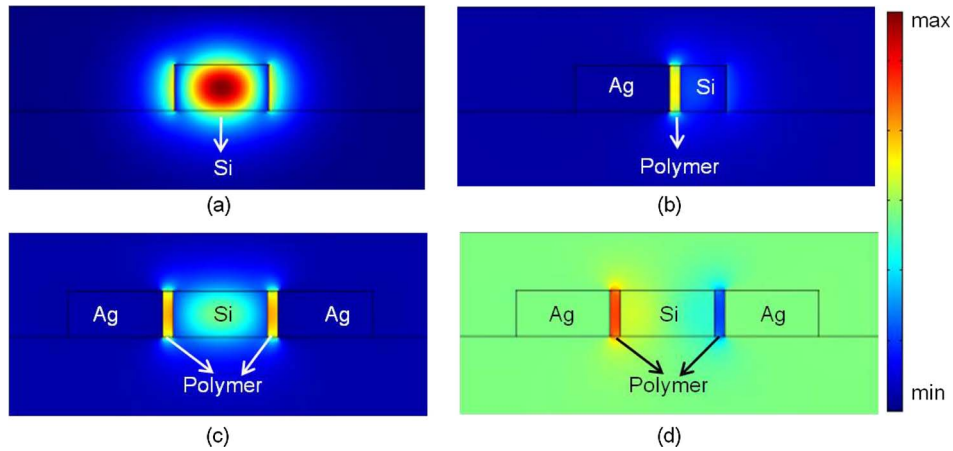 max
Ag
Si
Si
Polymer
(a)
(b)
Ag
Si
Ag
Ag
Si
Ag
Polymer
Polymer
min
(c)
(d)